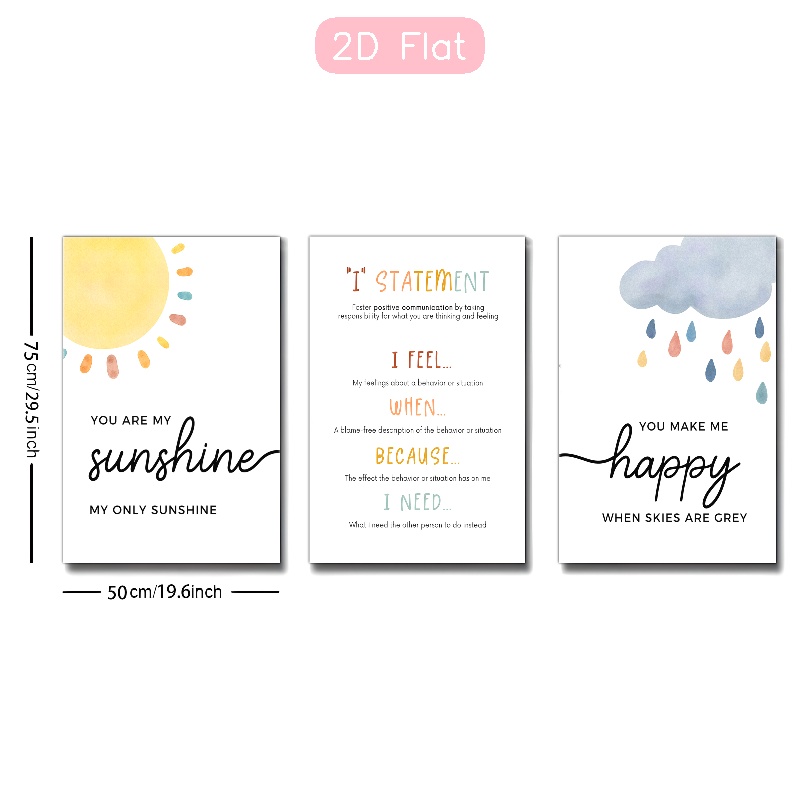 2D Flat
75cm/29.5inch
YOU ARE MY
sunshine
MY ONLY SUNSHINE
50cm/19.6inch
"I" STATEMENT
Foster positive communication by taking
responsibility for what you are thinking and feeling
I FEEL...
My feelings about a behavior or situation
WHEN...
A blame-free description of the behavior or situation
BECAUSE...
The effect the behavior or situation has on me
I NEED...
What I need the other person to do instead
YOU MAKE ME
happy
WHEN SKIES ARE GREY